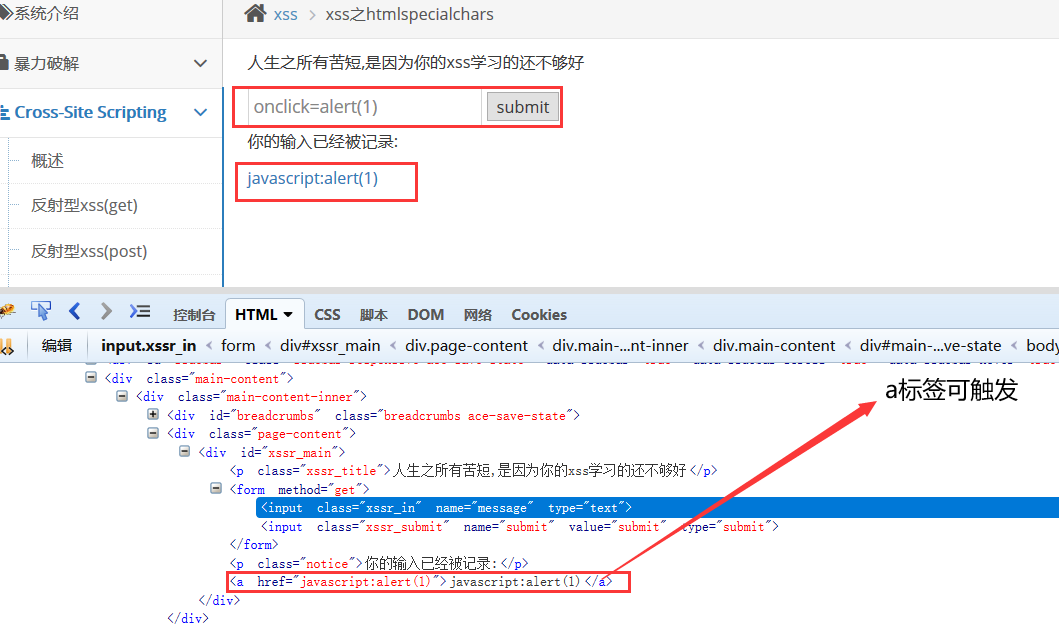 系统介绍
xss > xss之htmlspecialchars
暴力破解
人生之所有苦短,是因为你的xss学习的还不够好
onclick=alert(1) submit
Cross-Site Scripting
你的输入已经被记录:
概述
javascript:alert(1)
反射型xss(get)
反射型xss(post)
控制台 HTML CSS 脚本 DOM 网络 Cookies
编辑 input.xssr_in < form < div#xssr_main < div.page-content < div.main-...nt-inner < div.main-content < div#main-...ve-state < body
<div class="main-content">
<div class="main-content-inner">
a标签可触发
<div id="breadcrumbs" class="breadcrumbs ace-save-state">
<div class="page-content">
<div id="xssr_main">
<p class="xssr_title">人生之所有苦短,是因为你的xss学习的还不够好</p>
<form method="get">
<input class="xssr_in" name="message" type="text">
<input class="xssr_submit" name="submit" value="submit" type="submit">
</form>
<p class="notice">你的输入已经被记录:</p>
<a href="javascript:alert(1)">javascript:alert(1)</a>
</div>
</div>